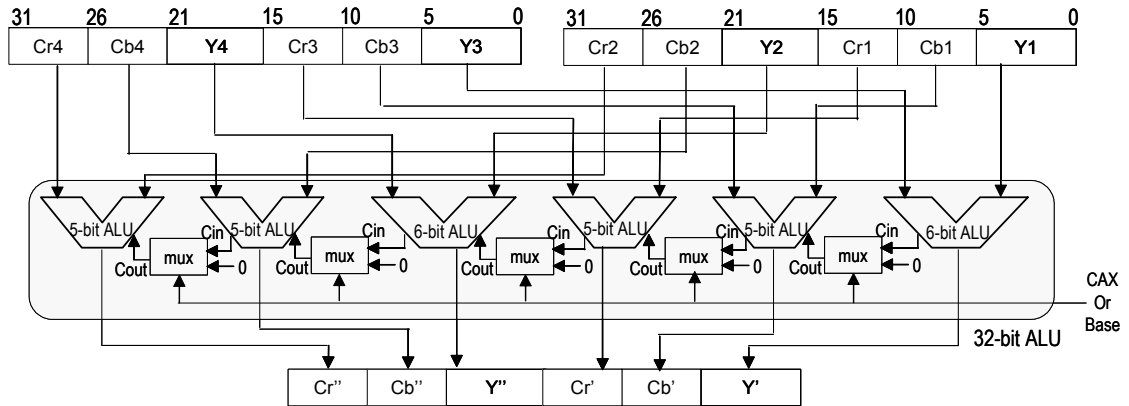 31 26 21 15 10 5 0 31 26 21 15 10 5 0
Cr4 Cb4 Y4 Cr3 Cb3 Y3 Cr2 Cb2 Y2 Cr1 Cb1 Y1
5-bit ALU 5-bit ALU 6-bit ALU 5-bit ALU 5-bit ALU 6-bit ALU
Cin Cin Cin Cin Cin
mux mux mux mux mux
Cout 0 Cout 0 Cout 0 Cout 0 Cout 0
CAX
Or
Base
32-bit ALU
Cr'' Cb'' Y'' Cr' Cb' Y'